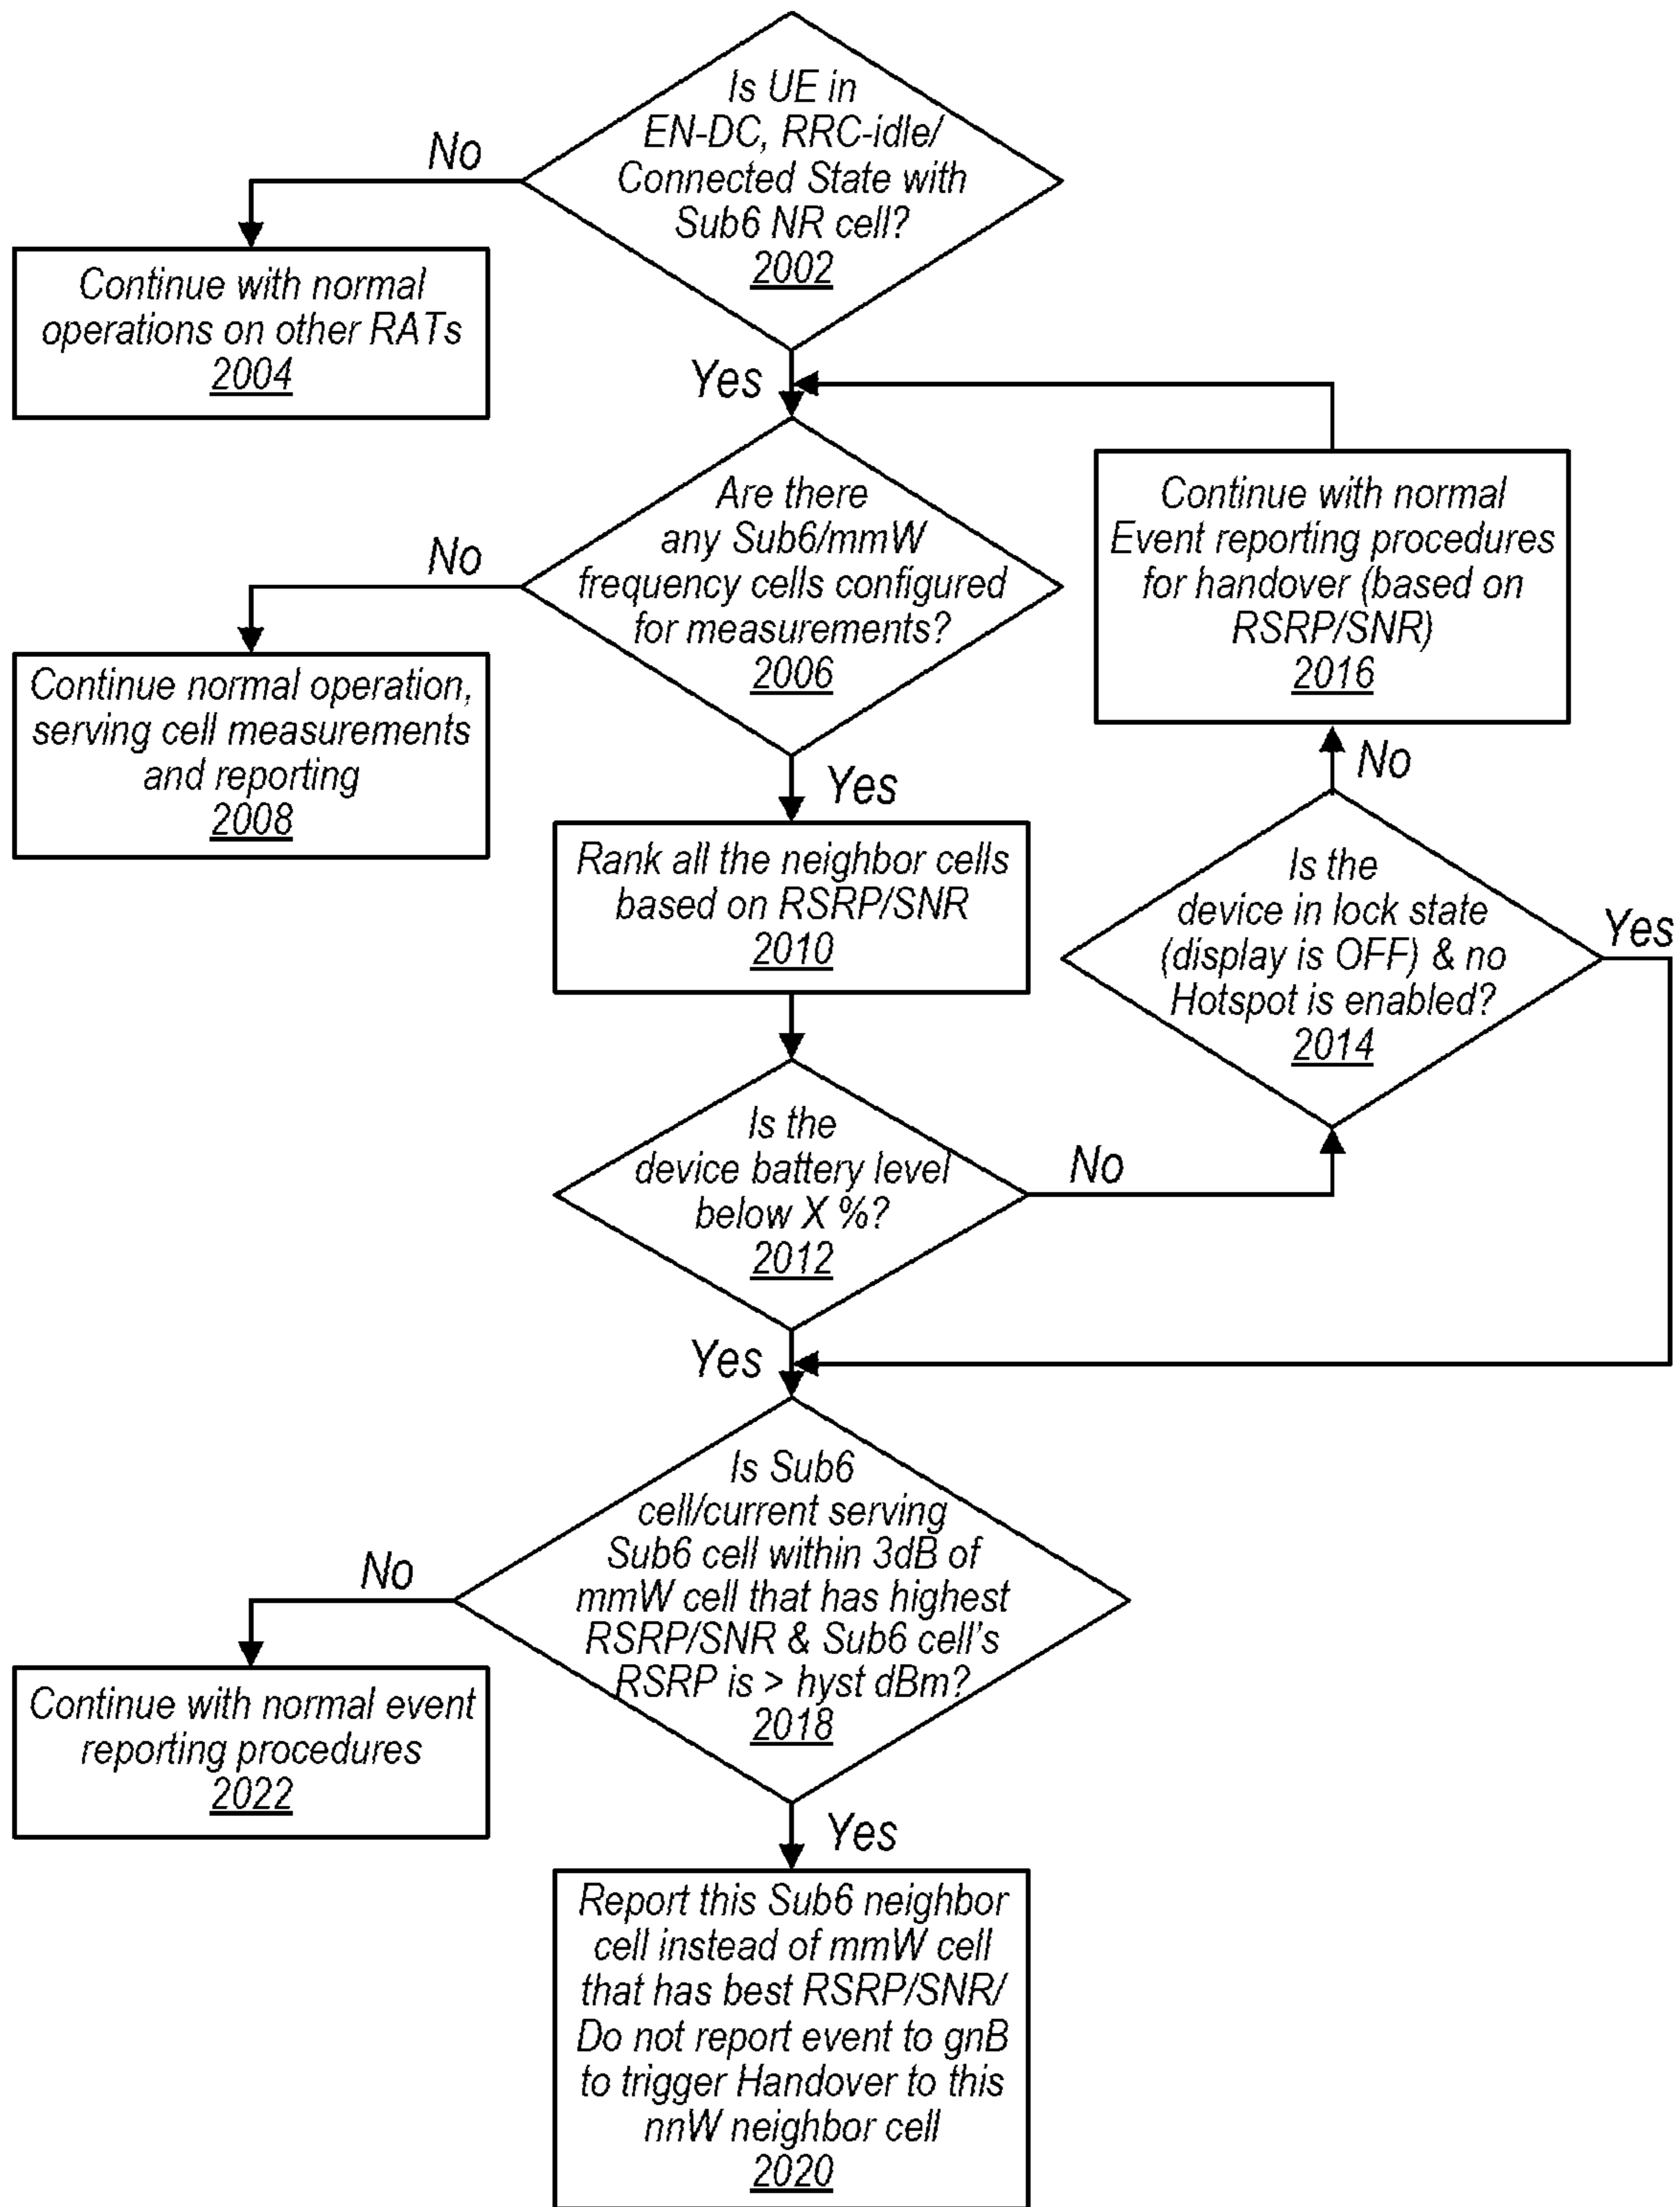 Is UE in
EN-DC, RRC-idle/
Connected State with
Sub6 NR cell?
2002
No
Continue with normal
operations on other RATs
2004
Yes
Are there
any Sub6/mmW
frequency cells configured
for measurements?
2006
No
Continue normal operation,
serving cell measurements
and reporting
2008
Yes
Rank all the neighbor cells
based on RSRP/SNR
2010
Is the
device battery level
below X %?
2012
No
Is the
device in lock state
(display is OFF) & no
Hotspot is enabled?
2014
No
Continue with normal
Event reporting procedures
for handover (based on
RSRP/SNR)
2016
Yes
Yes
Is Sub6
cell/current serving
Sub6 cell within 3dB of
mmW cell that has highest
RSRP/SNR & Sub6 cell's
RSRP is > hyst dBm?
2018
No
Continue with normal event
reporting procedures
2022
Yes
Report this Sub6 neighbor
cell instead of mmW cell
that has best RSRP/SNR/
Do not report event to gnB
to trigger Handover to this
nnW neighbor cell
2020